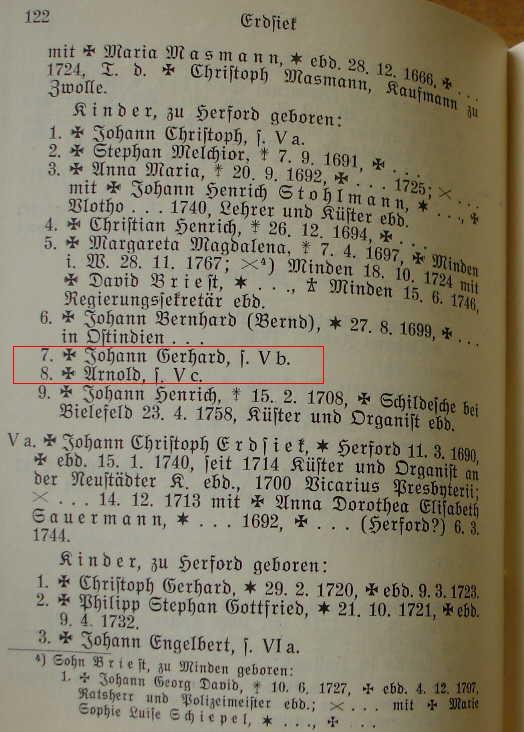 122
Erdsiek
mit ✠ Maria Masmann, ✶ ebd. 28. 12. 1666, ✠ . . .
1724, T. d. ✠ Christoph Masmann, Kaufmann zu
Zwolle.
Kinder, zu Herford geboren:
1. ✠ Johann Christoph, s. V a.
2. ✠ Stephan Melchior, ✶ 7. 9. 1691, ✠ . . .
3. ✠ Anna Maria, ✶ 20. 9. 1692, ✠ . . . 1725; ✕ . . .
mit ✠ Johann Henrich Stohlmann, ✶ . . ., ✠
Vlotho . . . 1740, Lehrer und Küster ebd.
4. ✠ Christian Henrich, ✶ 26. 12. 1694, ✠ . . .
5. ✠ Margareta Magdalena, ✶ 7. 4. 1697, ✠ Minden
i. W. 28. 11. 1767; ✕⁴) Minden 18. 10. 1724 mit
✠ David Briest, ✶ . . ., ✠ Minden 15. 6. 1746,
Regierungssekretär ebd.
6. ✠ Johann Bernhard (Bernd), ✶ 27. 8. 1699, ✠ . . .
in Ostindien . . .
7. ✠ Johann Gerhard, s. V b.
8. ✠ Arnold, s. V c.
9. ✠ Johann Henrich, ✶ 15. 2. 1708, ✠ Schildesche bei
Bielefeld 23. 4. 1758, Küster und Organist ebd.
V a. ✠ Johann Christoph Erdsiek, ✶ Herford 11. 3. 1690,
✠ ebd. 15. 1. 1740, seit 1714 Küster und Organist an
der Neustädter K. ebd., 1700 Vicarius Presbyterii;
✕ . . . 14. 12. 1713 mit ✠ Anna Dorothea Elisabeth
Sauermann, ✶ . . . 1692, ✠ . . . (Herford?) 6. 3.
1744.
Kinder, zu Herford geboren:
1. ✠ Christoph Gerhard, ✶ 29. 2. 1720, ✠ ebd. 9. 3. 1723.
2. ✠ Philipp Stephan Gottfried, ✶ 21. 10. 1721, ✠ ebd.
9. 4. 1732.
3. ✠ Johann Engelbert, s. VI a.
⁴) Sohn Briest, zu Minden geboren:
1. ✠ Johann Georg David, ✶ 10. 6. 1727, ✠ ebd. 4. 12. 1797,
Ratsherr und Polizeimeister ebd.; ✕ . . . mit ✠ Marie
Sophie Luise Schiepel, ✶ . . ., ✠ . . .